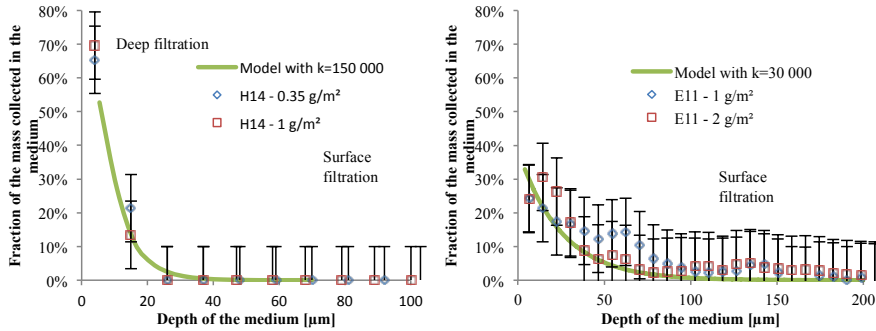 80%
70%
60%
50%
40%
30%
20%
10%
0%
Fraction of the mass collected in the
medium
Deep filtration
Model with k=150 000
H14 - 0.35 g/m²
H14 - 1 g/m²
Surface
filtration
0
20
40
60
80
100
Depth of the medium [µm]
80%
70%
60%
50%
40%
30%
20%
10%
0%
Fraction of the mass collected in the
medium
Model with k=30 000
E11 - 1 g/m²
E11 - 2 g/m²
Surface
filtration
0
50
100
150
200
Depth of the medium [µm]